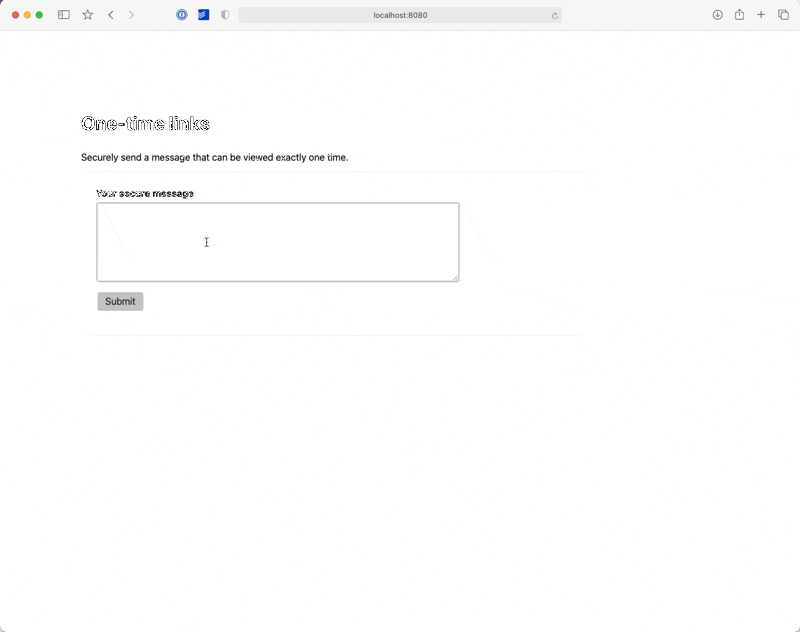 localhost:8080
One-time links
Securely send a message that can be viewed exactly one time.
Your secure message
Submit